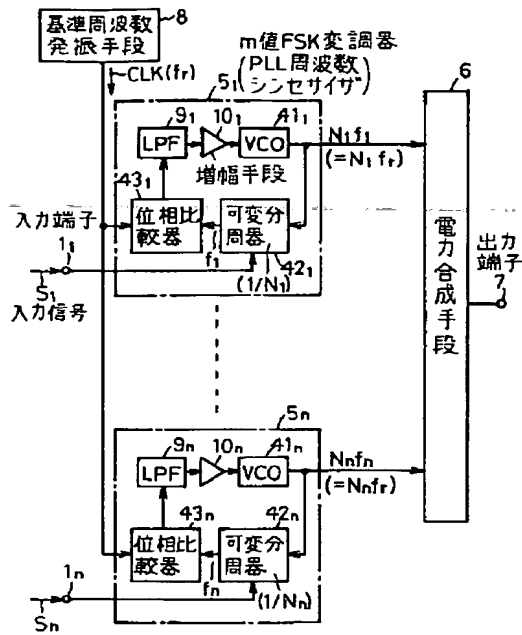 基準周波数
発振手段
8
CLK(fr)
m値FSK変調器
(PLL周波数
シンセサイザ)
5₁
6
9₁
10₁
41₁
LPF
VCO
N₁f₁
(=N₁fr)
増幅手段
43₁
位相比
較器
可変分
周器
f₁
42₁
(1/N₁)
入力端子
1₁
S₁
入力信号
電力合成手段
出力
端子
7
5n
9n
10n
41n
LPF
VCO
Nnfn
(=Nnfr)
43n
42n
位相比
較器
可変分
周器
fn
(1/Nn)
1n
Sn